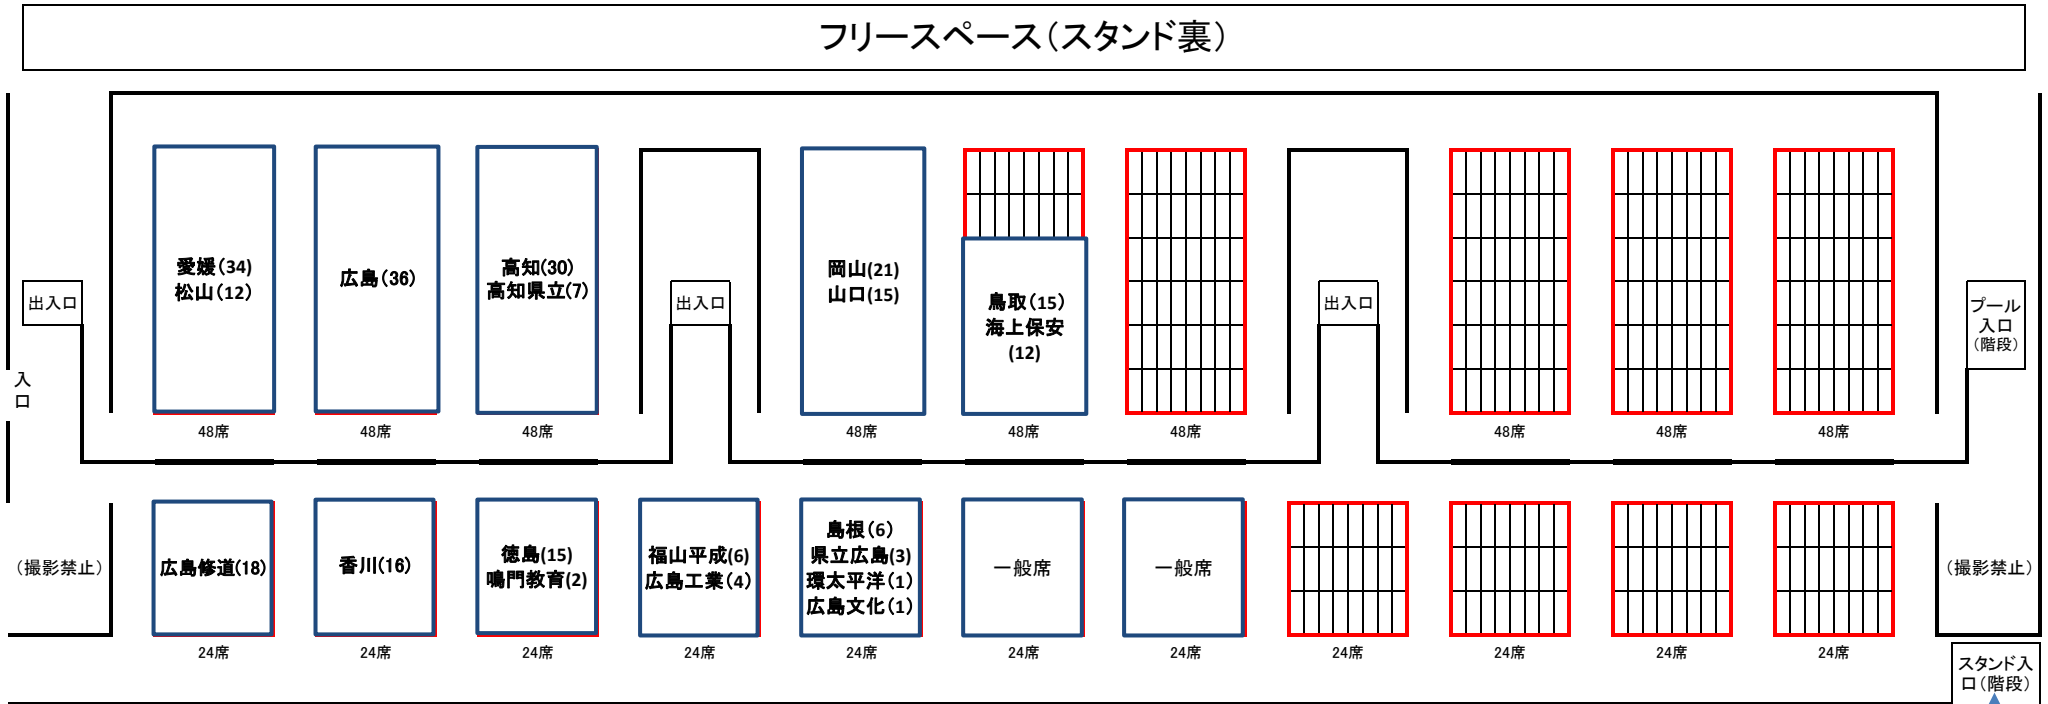 フリースペース（スタンド裏）
愛媛（34）
松山（12）
広島（36）
高知(30)
高知県立(7)
岡山(21)
山口(15)
鳥取（15）
海上保安
(12)
出入口
出入口
出入口
プール
入口
（階段）
入
口
48席
48席
48席
48席
48席
48席
48席
48席
48席
（撮影禁止）
広島修道(18)
香川(16)
徳島(15)
鳴門教育(2)
福山平成(6)
広島工業（4）
島根（6）
県立広島(3)
環太平洋（1）
広島文化（1）
一般席
一般席
（撮影禁止）
24席
24席
24席
24席
24席
24席
24席
24席
24席
24席
24席
スタンド入
口（階段）